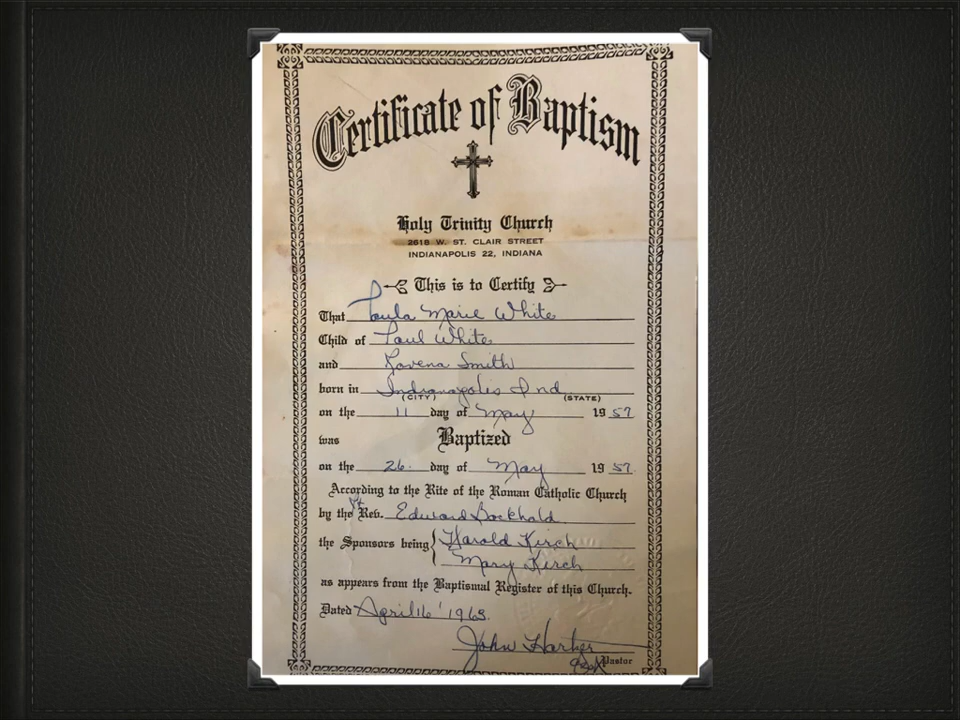 Certificate of Baptism
Holy Trinity Church
2618 W. ST. CLAIR STREET
INDIANAPOLIS 22, INDIANA
This is to Certify
That Paula Marie White
Child of Paul White
and Rovena Smith
born in Indianapolis Ind
(CITY) (STATE)
on the 11 day of May 1957
was Baptized
on the 26 day of May 1957
According to the Rite of the Roman Catholic Church
by the Rt Rev. Edward Bockhold
the Sponsors being Harold Kirch
Mary Kirch
as appears from the Baptismal Register of this Church.
Dated April 16 ' 1963.
John Harber
Pastor